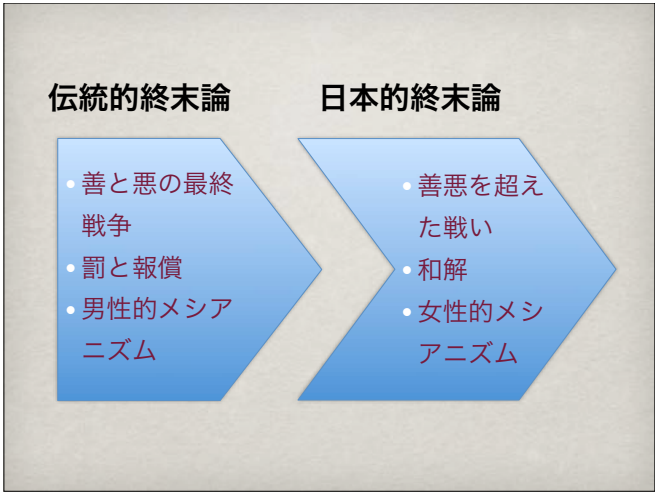 伝統的終末論
日本的終末論
• 善と悪の最終
戦争
• 罰と報償
• 男性的メシア
ニズム
• 善悪を超え
た戦い
• 和解
• 女性的メシ
アニズム